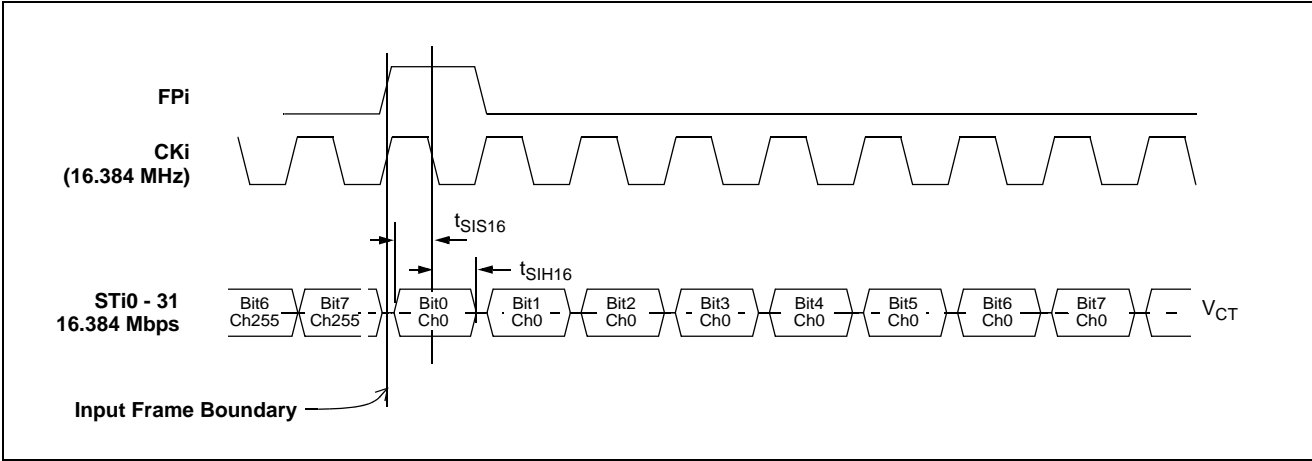 FPi
CKi
(16.384 MHz)
tSIS16
tSIH16
STi0 - 31
16.384 Mbps
Bit6
Ch255
Bit7
Ch255
Bit0
Ch0
Bit1
Ch0
Bit2
Ch0
Bit3
Ch0
Bit4
Ch0
Bit5
Ch0
Bit6
Ch0
Bit7
Ch0
VCT
Input Frame Boundary